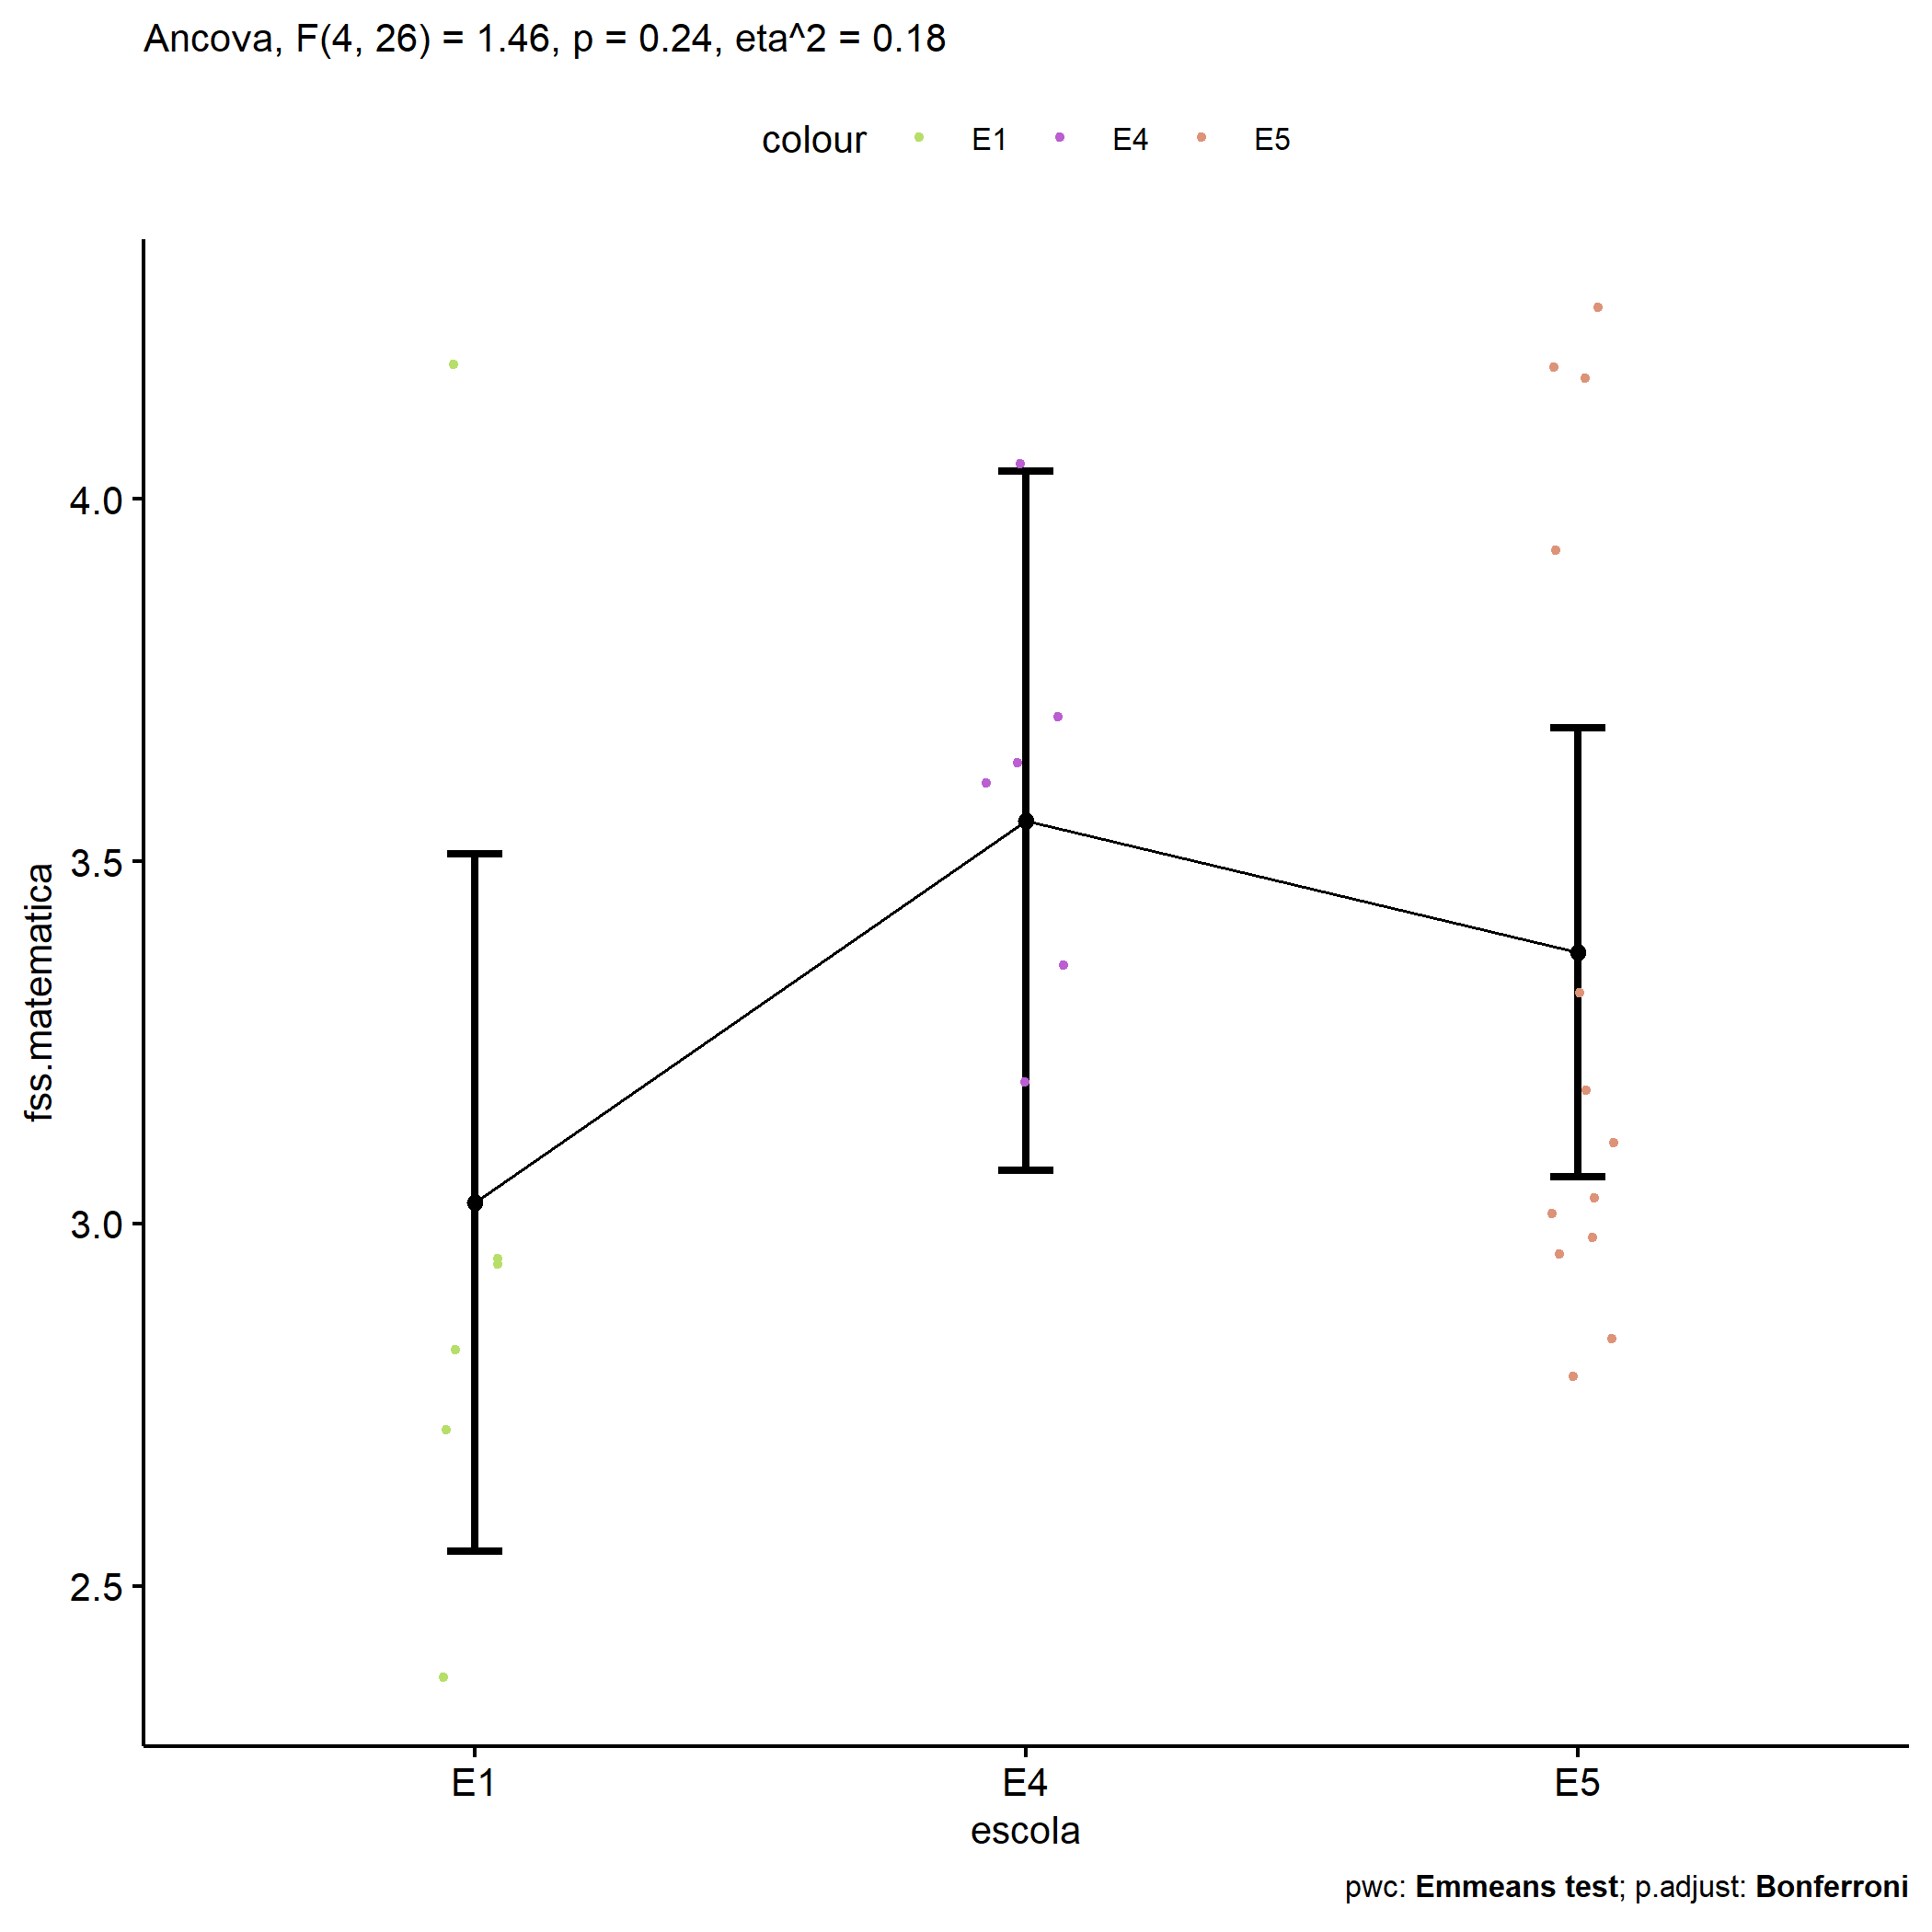 Ancova, F(4, 26) = 1.46, p = 0.24, eta^2 = 0.18
colour E1 E4 E5
4.0
3.5
3.0
2.5
fss.matematica
E1 E4 E5
escola
pwc: Emmeans test; p.adjust: Bonferroni